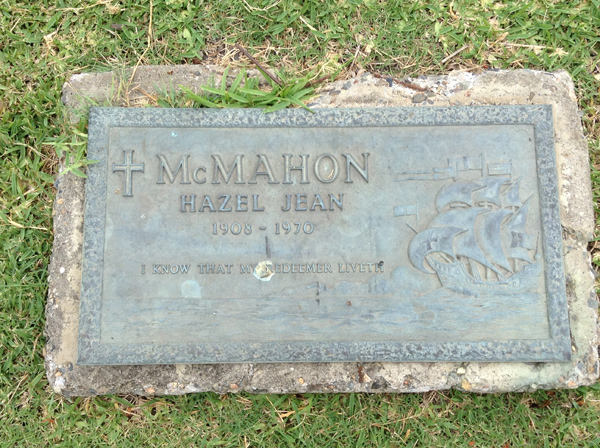 McMAHON
HAZEL JEAN
1908 - 1970
I KNOW THAT MY REDEEMER LIVETH